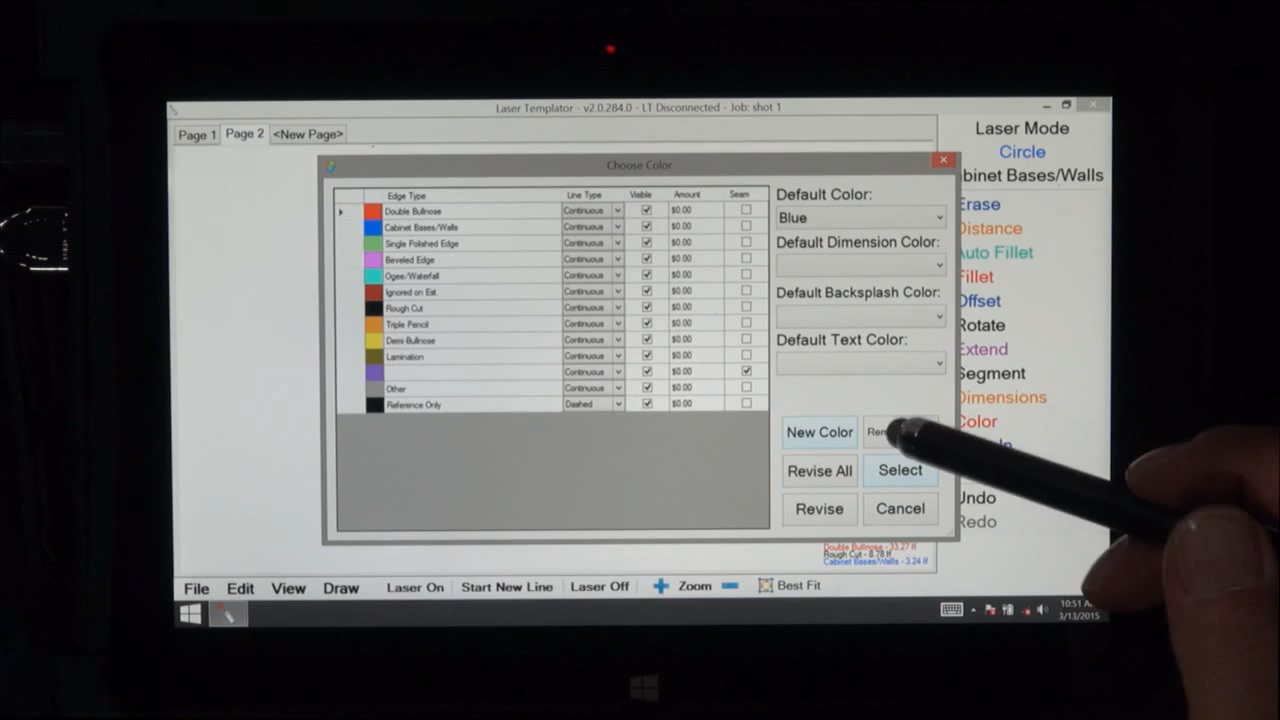 Laser Templator - v2.0.284.0 - LT Disconnected - Job: shot 1
Page 1 Page 2 <New Page>
Laser Mode
Circle
binet Bases/Walls
Choose Color
Edge Type Line Type Visible Amount Seam
Double Bullnose Continuous $0.00
Cabinet Bases/Walls Continuous $0.00
Single Polished Edge Continuous $0.00
Beveled Edge Continuous $0.00
Ogee/Waterfall Continuous $0.00
Ignored on Est. Continuous $0.00
Rough Cut Continuous $0.00
Triple Pencil Continuous $0.00
Demi-Bullnose Continuous $0.00
Lamination Continuous $0.00
Continuous $0.00
Other Continuous $0.00
Reference Only Dashed $0.00
Default Color:
Blue
Default Dimension Color:
Default Backsplash Color:
Default Text Color:
New Color Rem
Revise All Select
Revise Cancel
Erase
Distance
Auto Fillet
Fillet
Offset
Rotate
Extend
Segment
Dimensions
Color
Undo
Redo
Double Bullnose - 33.27 lf
Rough Cut - 8.78 lf
Cabinet Bases/Walls - 3.24 lf
File Edit View Draw Laser On Start New Line Laser Off Zoom Best Fit
10:51 A
3/13/2015